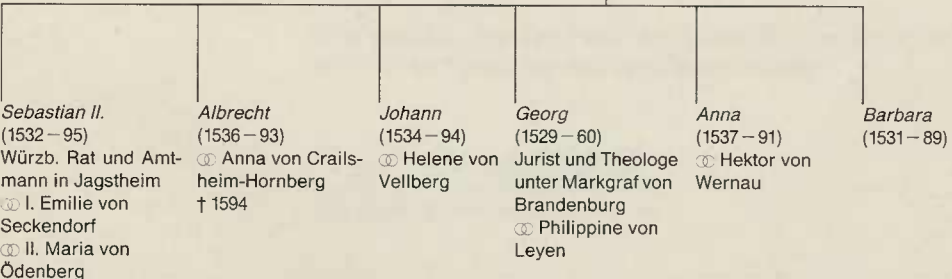 Sebastian II.
(1532–95)
Würzb. Rat und Amt-
mann in Jagstheim
⚭ I. Emilie von
Seckendorf
⚭ II. Maria von
Ödenberg
Albrecht
(1536–93)
⚭ Anna von Crails-
heim-Hornberg
† 1594
Johann
(1534–94)
⚭ Helene von
Vellberg
Georg
(1529–60)
Jurist und Theologe
unter Markgraf von
Brandenburg
⚭ Philippine von
Leyen
Anna
(1537–91)
⚭ Hektor von
Wernau
Barbara
(1531–89)